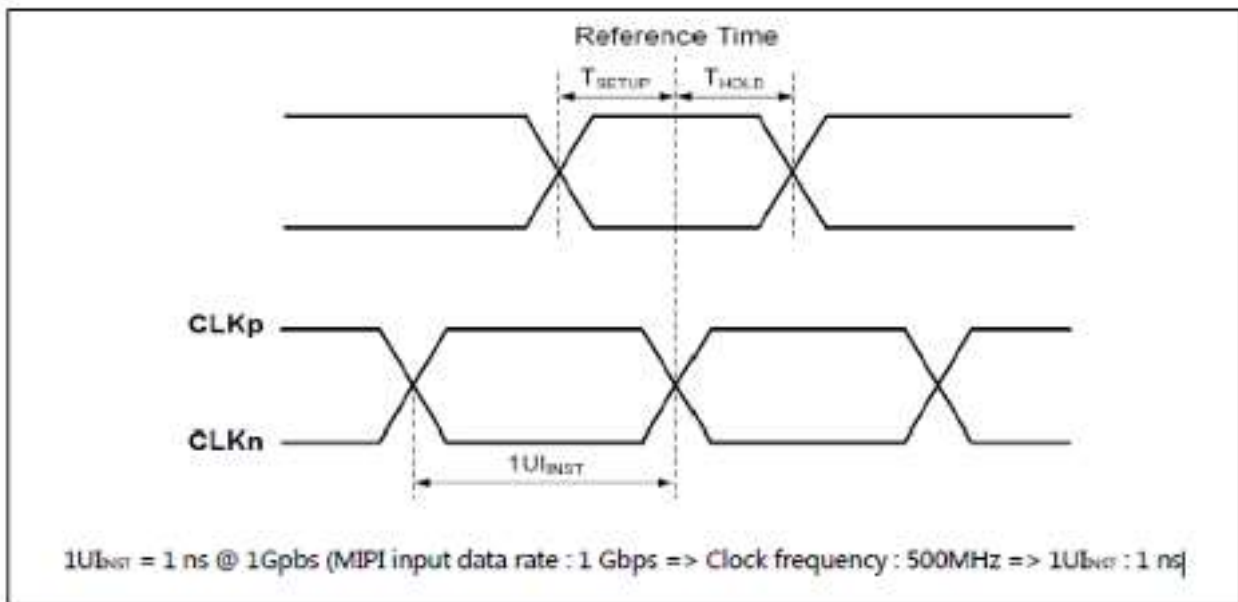 Reference Time
TSETUP THOLD
CLKp
CLKn
1UIINST
1UIINST = 1 ns @ 1Gpbs (MIPI input data rate : 1 Gbps => Clock frequency : 500MHz => 1UIINST : 1 ns